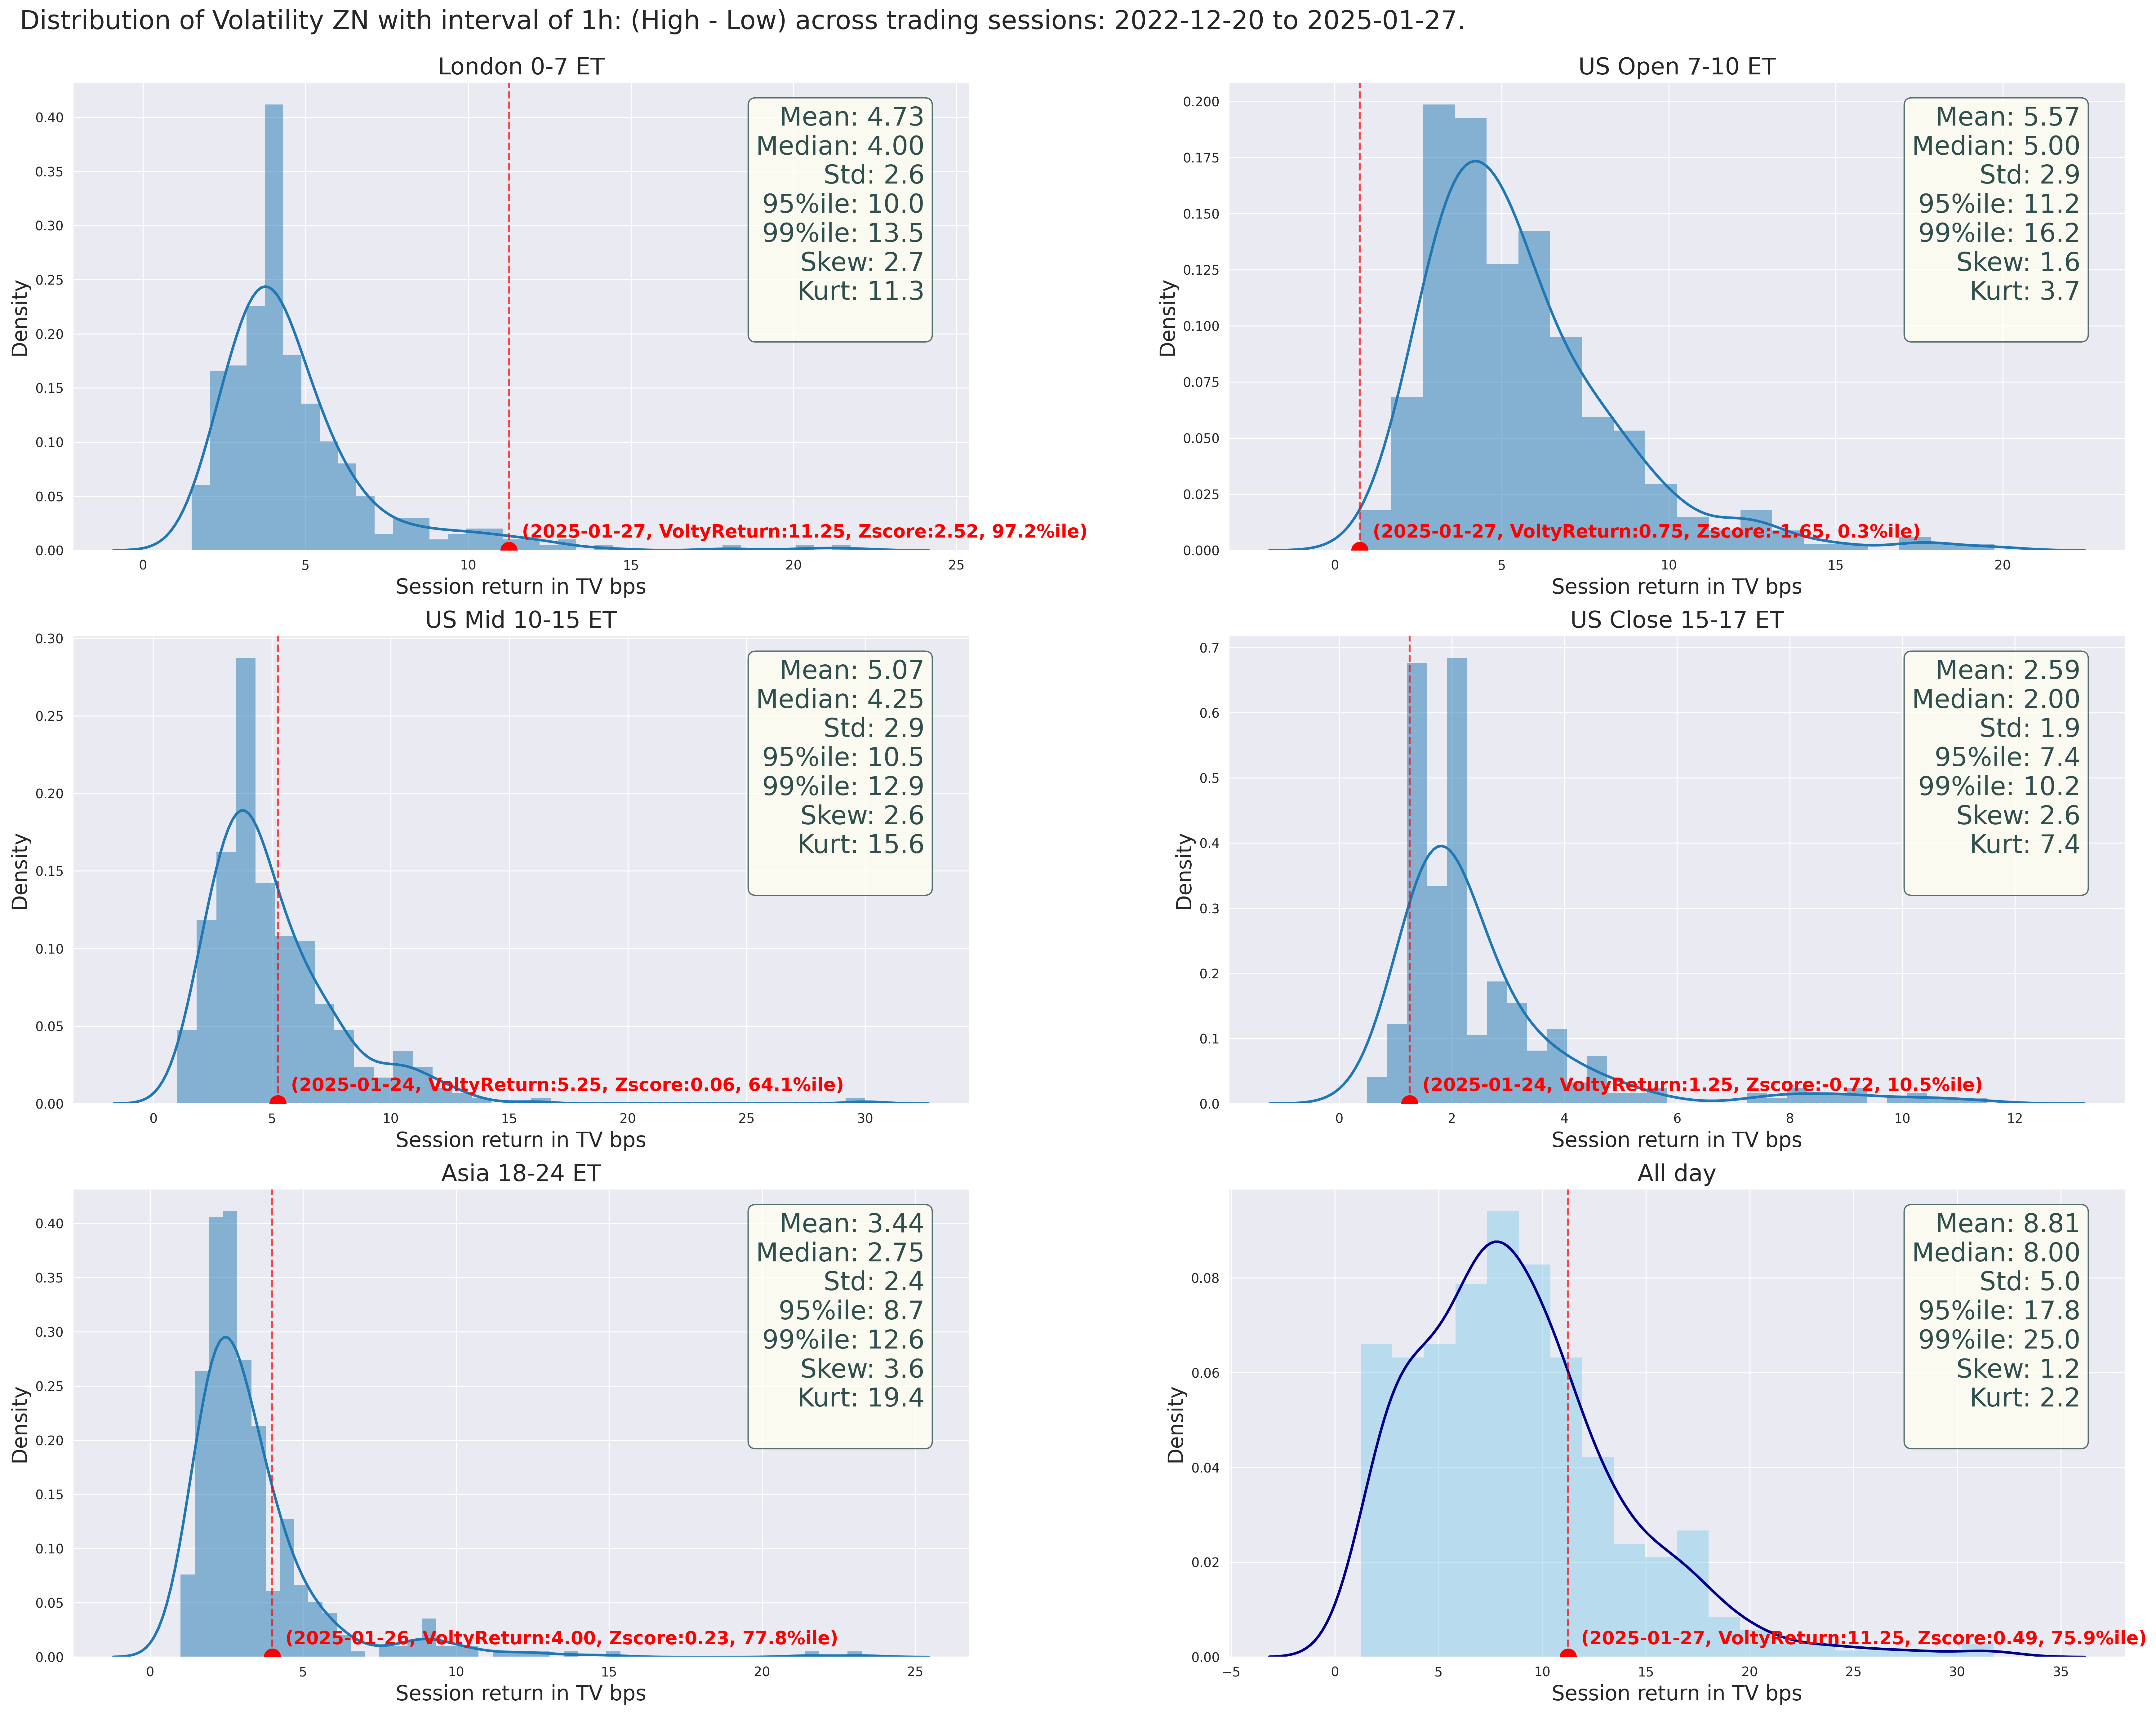 Distribution of Volatility ZN with interval of 1h: (High - Low) across trading sessions: 2022-12-20 to 2025-01-27.
London 0-7 ET
Density
0.40
0.35
0.30
0.25
0.20
0.15
0.10
0.05
0.00
Mean: 4.73
Median: 4.00
Std: 2.6
95%ile: 10.0
99%ile: 13.5
Skew: 2.7
Kurt: 11.3
(2025-01-27, VoltyReturn:11.25, Zscore:2.52, 97.2%ile)
0 5 10 15 20 25
Session return in TV bps
US Open 7-10 ET
Density
0.200
0.175
0.150
0.125
0.100
0.075
0.050
0.025
0.000
Mean: 5.57
Median: 5.00
Std: 2.9
95%ile: 11.2
99%ile: 16.2
Skew: 1.6
Kurt: 3.7
(2025-01-27, VoltyReturn:0.75, Zscore:-1.65, 0.3%ile)
0 5 10 15 20
Session return in TV bps
US Mid 10-15 ET
Density
0.30
0.25
0.20
0.15
0.10
0.05
0.00
Mean: 5.07
Median: 4.25
Std: 2.9
95%ile: 10.5
99%ile: 12.9
Skew: 2.6
Kurt: 15.6
(2025-01-24, VoltyReturn:5.25, Zscore:0.06, 64.1%ile)
0 5 10 15 20 25 30
Session return in TV bps
US Close 15-17 ET
Density
0.7
0.6
0.5
0.4
0.3
0.2
0.1
0.0
Mean: 2.59
Median: 2.00
Std: 1.9
95%ile: 7.4
99%ile: 10.2
Skew: 2.6
Kurt: 7.4
(2025-01-24, VoltyReturn:1.25, Zscore:-0.72, 10.5%ile)
0 2 4 6 8 10 12
Session return in TV bps
Asia 18-24 ET
Density
0.40
0.35
0.30
0.25
0.20
0.15
0.10
0.05
0.00
Mean: 3.44
Median: 2.75
Std: 2.4
95%ile: 8.7
99%ile: 12.6
Skew: 3.6
Kurt: 19.4
(2025-01-26, VoltyReturn:4.00, Zscore:0.23, 77.8%ile)
0 5 10 15 20 25
Session return in TV bps
All day
Density
0.08
0.06
0.04
0.02
0.00
Mean: 8.81
Median: 8.00
Std: 5.0
95%ile: 17.8
99%ile: 25.0
Skew: 1.2
Kurt: 2.2
(2025-01-27, VoltyReturn:11.25, Zscore:0.49, 75.9%ile)
−5 0 5 10 15 20 25 30 35
Session return in TV bps